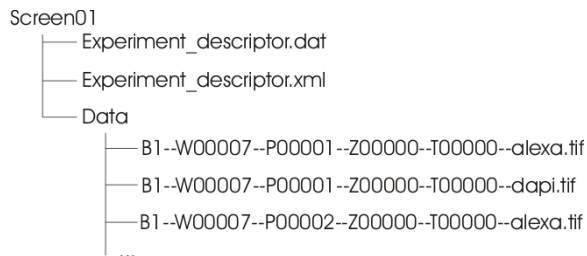 Screen01
Experiment_descriptor.dat
Experiment_descriptor.xml
Data
B1--W00007--P00001--Z00000--T00000--alexa.tif
B1--W00007--P00001--Z00000--T00000--dapi.tif
B1--W00007--P00002--Z00000--T00000--alexa.tif
...